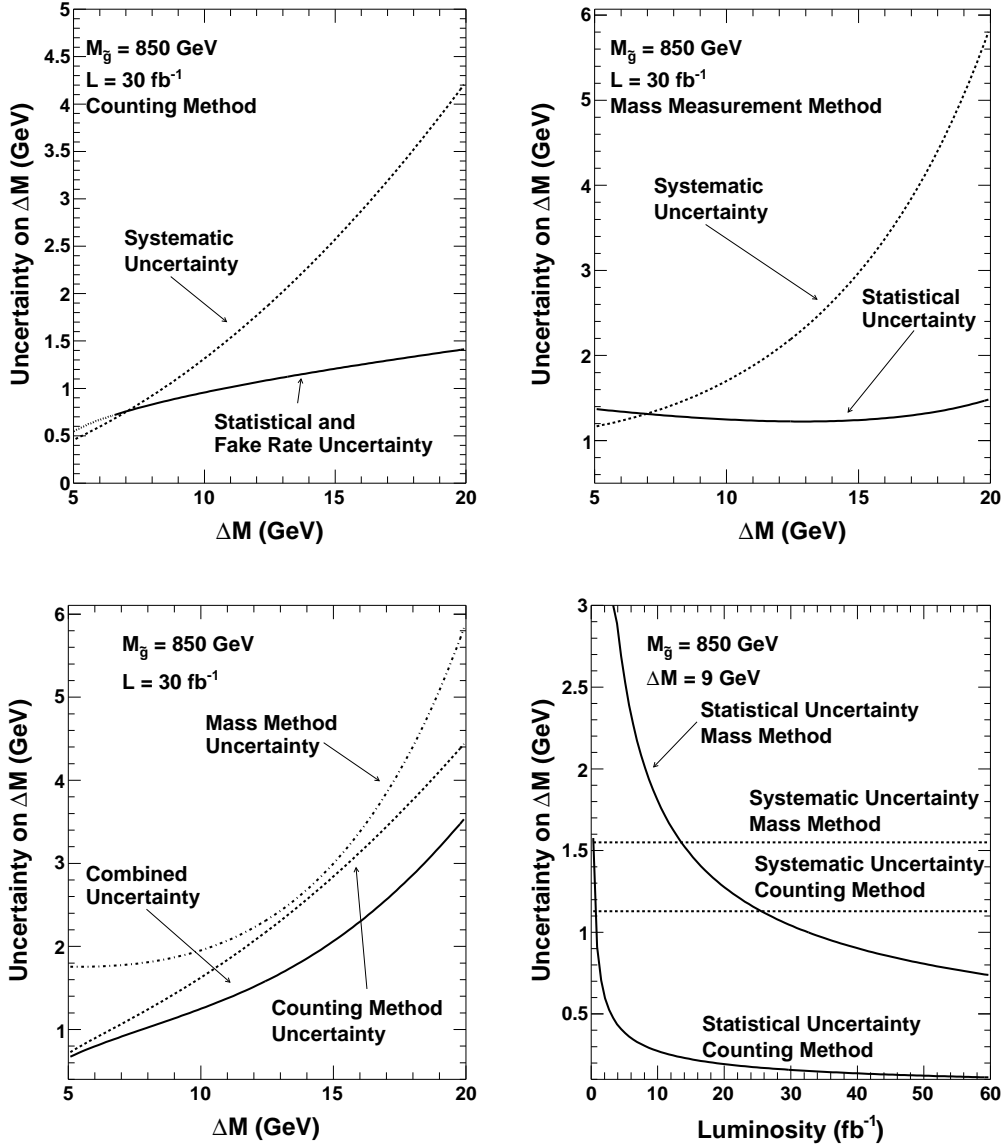 Uncertainty on ΔM (GeV)
5
4.5
4
3.5
3
2.5
2
1.5
1
0.5
0
M_g̃ = 850 GeV
L = 30 fb⁻¹
Counting Method
Systematic
Uncertainty
Statistical and
Fake Rate Uncertainty
5 10 15 20
ΔM (GeV)
Uncertainty on ΔM (GeV)
6
5
4
3
2
1
M_g̃ = 850 GeV
L = 30 fb⁻¹
Mass Measurement Method
Systematic
Uncertainty
Statistical
Uncertainty
5 10 15 20
ΔM (GeV)
Uncertainty on ΔM (GeV)
6
5
4
3
2
1
M_g̃ = 850 GeV
L = 30 fb⁻¹
Mass Method
Uncertainty
Combined
Uncertainty
Counting Method
Uncertainty
5 10 15 20
ΔM (GeV)
Uncertainty on ΔM (GeV)
3
2.5
2
1.5
1
0.5
M_g̃ = 850 GeV
ΔM = 9 GeV
Statistical Uncertainty
Mass Method
Systematic Uncertainty
Mass Method
Systematic Uncertainty
Counting Method
Statistical Uncertainty
Counting Method
0 10 20 30 40 50 60
Luminosity (fb⁻¹)